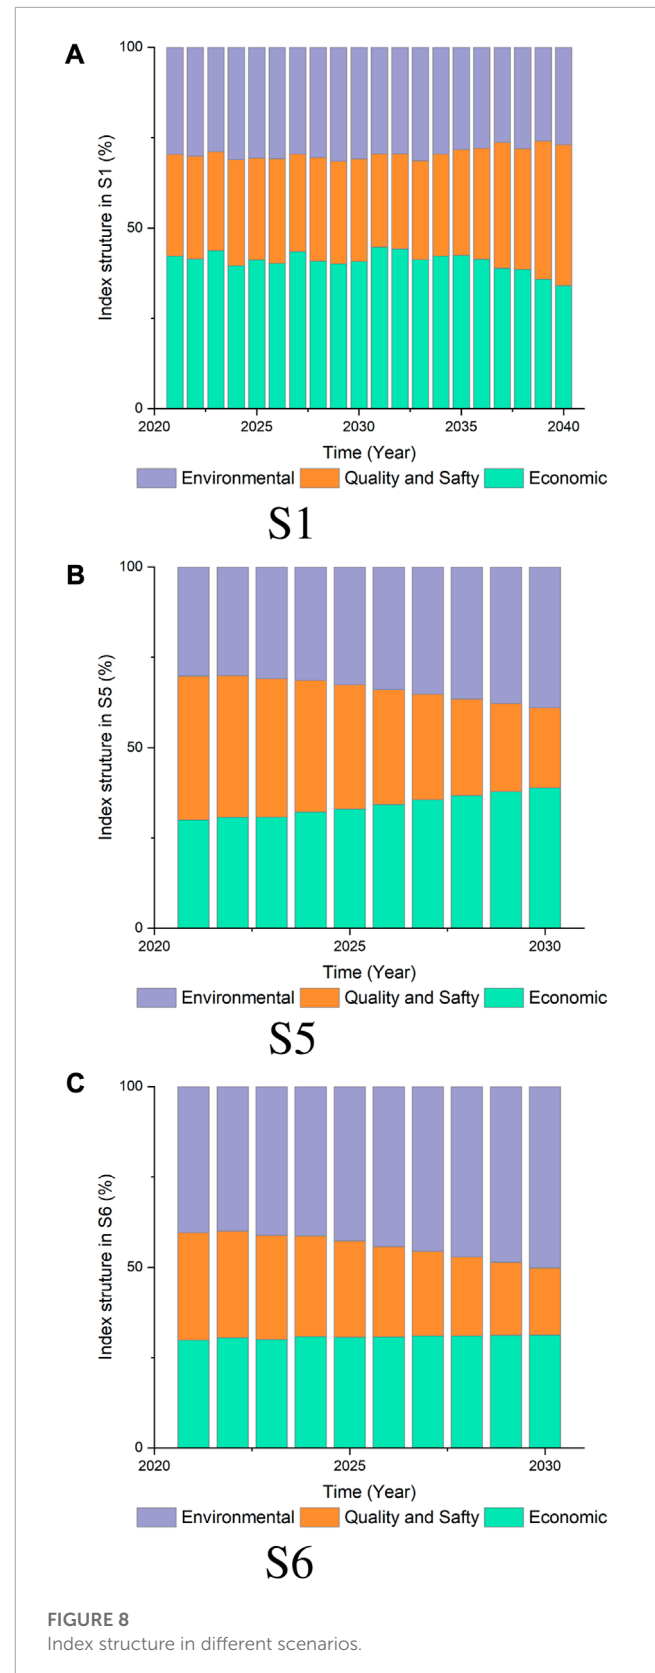 A
100
50
0
Index struture in S1 (%)
2020 2025 2030 2035 2040
Time (Year)
Environmental Quality and Safty Economic
S1
B
100
50
0
Index struture in S5 (%)
2020 2025 2030
Time (Year)
Environmental Quality and Safty Economic
S5
C
100
50
0
Index struture in S6 (%)
2020 2025 2030
Time (Year)
Environmental Quality and Safty Economic
S6
FIGURE 8
Index structure in different scenarios.